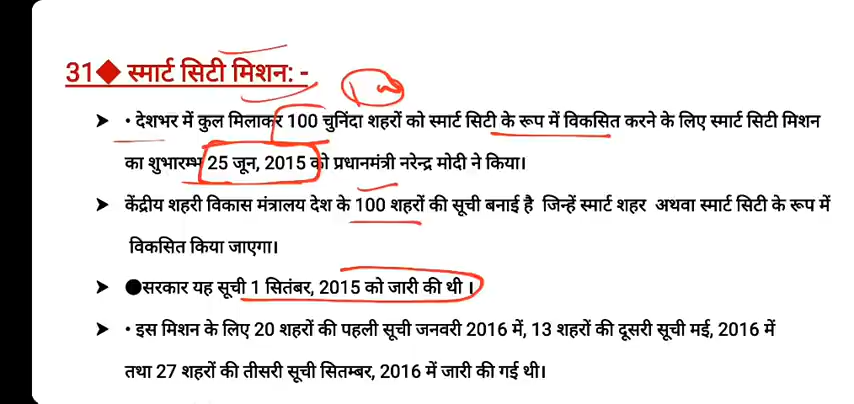 31◆ स्मार्ट सिटी मिशन: -
➤ • देशभर में कुल मिलाकर 100 चुनिंदा शहरों को स्मार्ट सिटी के रूप में विकसित करने के लिए स्मार्ट सिटी मिशन
का शुभारम्भ 25 जून, 2015 को प्रधानमंत्री नरेन्द्र मोदी ने किया।
➤ केंद्रीय शहरी विकास मंत्रालय देश के 100 शहरों की सूची बनाई है जिन्हें स्मार्ट शहर अथवा स्मार्ट सिटी के रूप में
विकसित किया जाएगा।
➤ ●सरकार यह सूची 1 सितंबर, 2015 को जारी की थी ।
➤ • इस मिशन के लिए 20 शहरों की पहली सूची जनवरी 2016 में, 13 शहरों की दूसरी सूची मई, 2016 में
तथा 27 शहरों की तीसरी सूची सितम्बर, 2016 में जारी की गई थी।